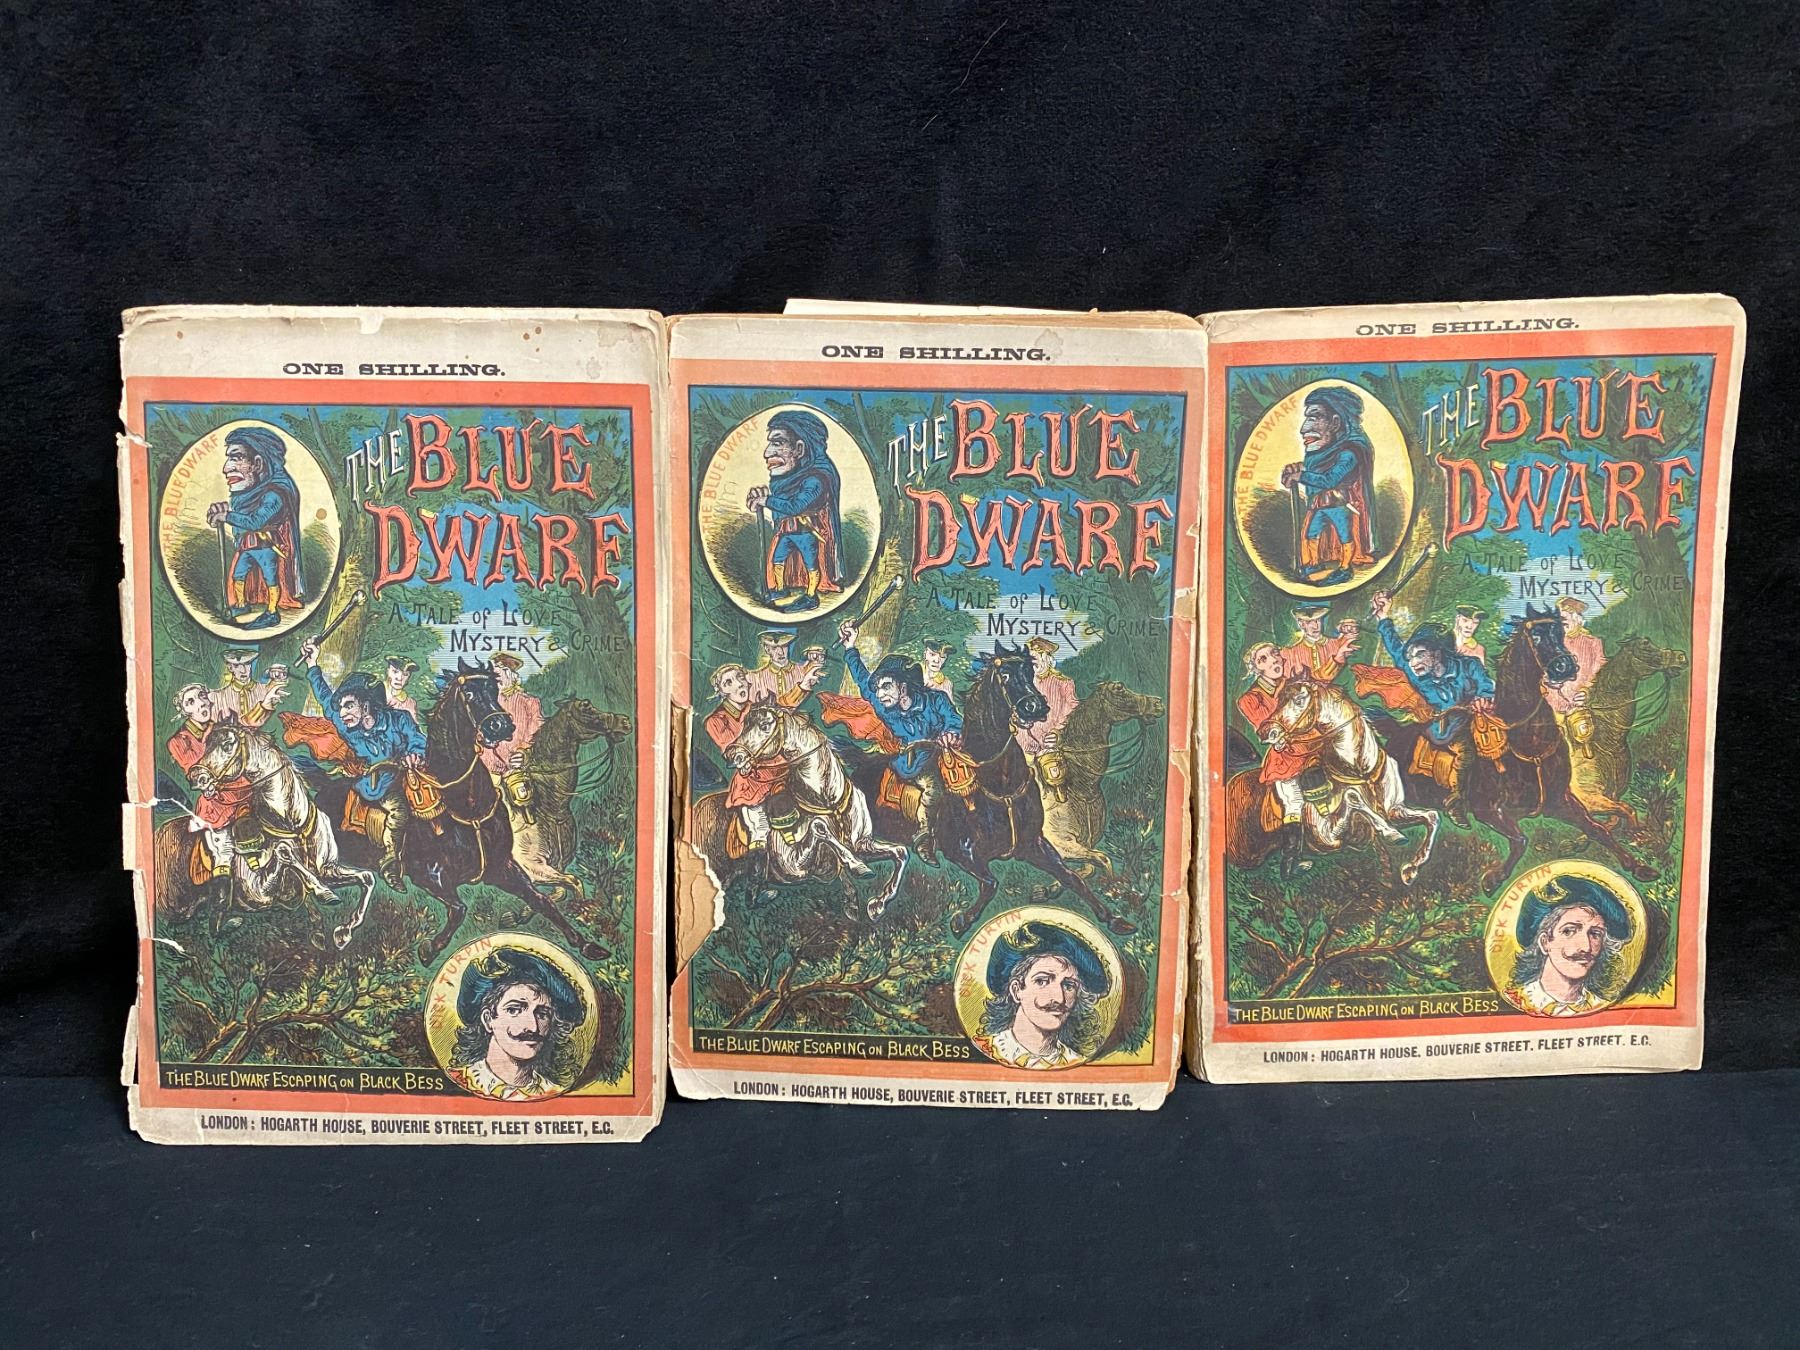 ONE SHILLING.
THE BLUE DWARF
THE BLUE
DWARF
A TALE OF LOVE
MYSTERY & CRIME
UT
DICK TURPIN
THE BLUE DWARF ESCAPING ON BLACK BESS
LONDON: HOGARTH HOUSE, BOUVERIE STREET, FLEET STREET, E.C.
ONE SHILLING.
THE BLUE DWARF
THE BLUE
DWARF
A TALE OF LOVE
MYSTERY & CRIME
UT
DICK TURPIN
THE BLUE DWARF ESCAPING ON BLACK BESS
LONDON: HOGARTH HOUSE, BOUVERIE STREET, FLEET STREET, E.C.
ONE SHILLING.
THE BLUE DWARF
THE BLUE
DWARF
A TALE OF LOVE
MYSTERY & CRIME
UT
DICK TURPIN
THE BLUE DWARF ESCAPING ON BLACK BESS
LONDON: HOGARTH HOUSE, BOUVERIE STREET, FLEET STREET, E.C.